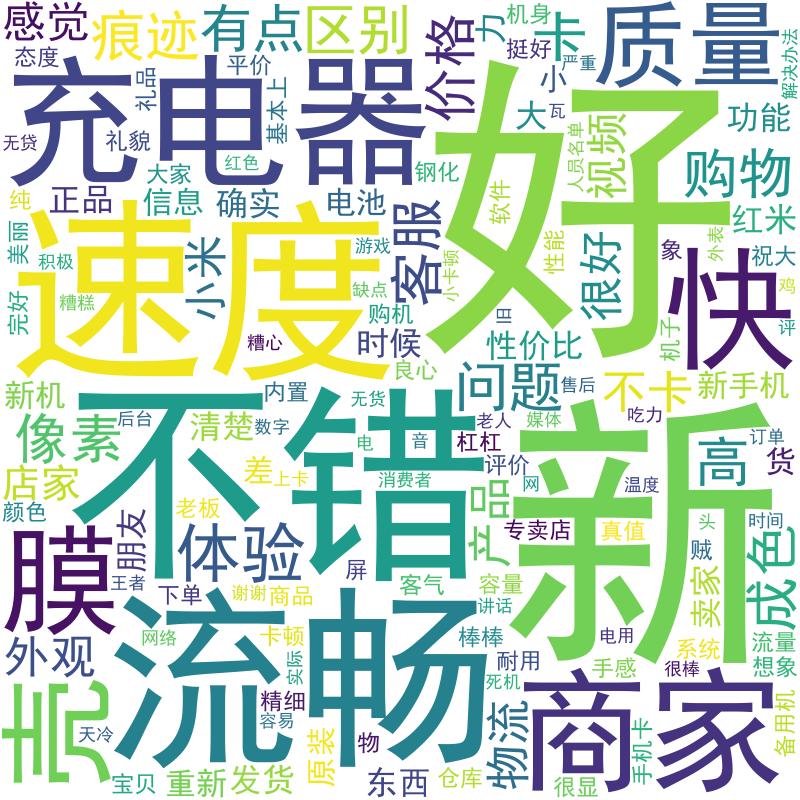 感觉
痕迹
有点
区别
价格
力
机身
卡
质量
解决办法
态度
礼品
平价
基本上
挺好
严重
小
充电器
好
大
瓦
人员名单
视频
功能
无贷
礼貌
红色
钢化
购物
大家
纯
正品
信息
确实
电池
客服
软件
红米
速度
美丽
积极
小米
游戏
性能
很好
象
外表
祝大
快
小卡顿
缺点
糟糕
完好
购机
旧
鸡
机子
评
糟心
时候
性价比
良心
新机
内置
问题
售后
不卡
新手机
不错
无货
像素
后台
清楚
数字
老人
媒体
吃力
新
高
订单
电
音
杠杠
货
店家
差
上卡
消费者
评价
网
温度
颜色
老板
产品
专卖店
真值
头
时间
膜
朋友
体验
贼
成色
王者
下单
屏
客气
容量
卖家
谢谢
商品
讲话
流畅
外观
网络
卡顿
实际
棒棒
电用
流量
系统
耐用
手感
很棒
想象
死机
壳
精细
商家
容易
天冷
原装
物
物流
手机卡
备用机
宝贝
重新
发货
东西
仓库
很显